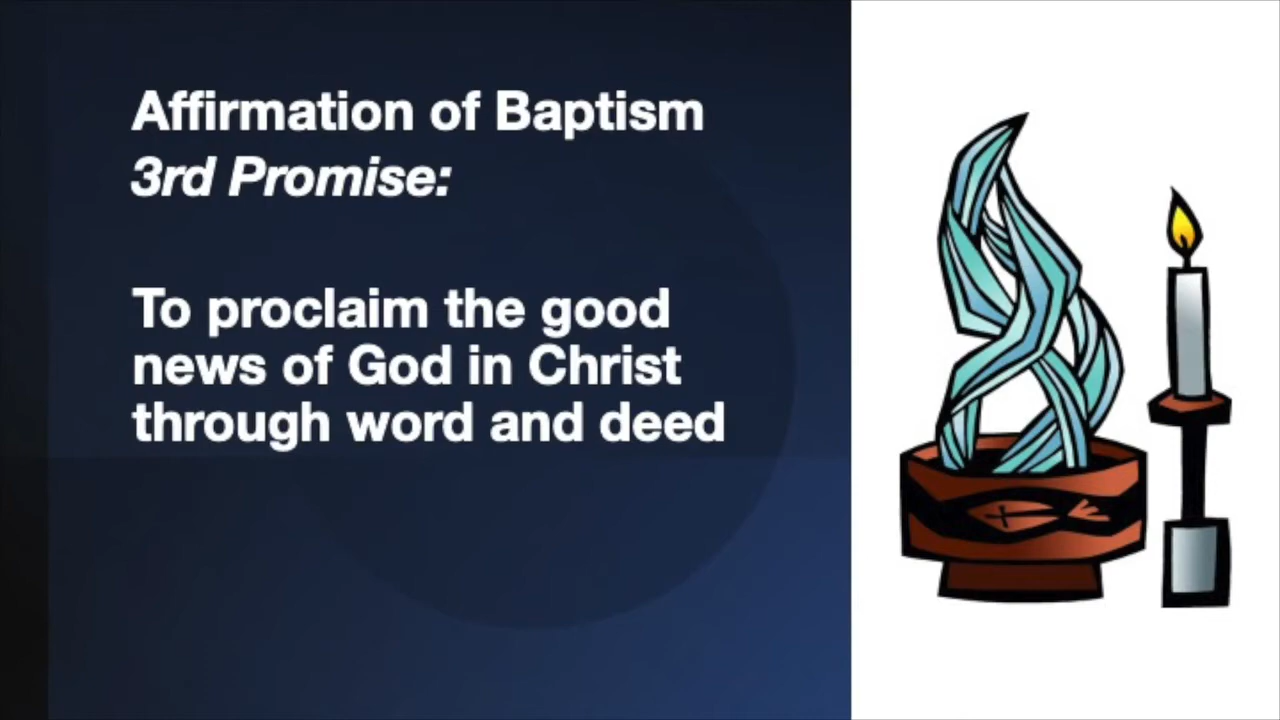 Affirmation of Baptism
3rd Promise:
To proclaim the good
news of God in Christ
through word and deed